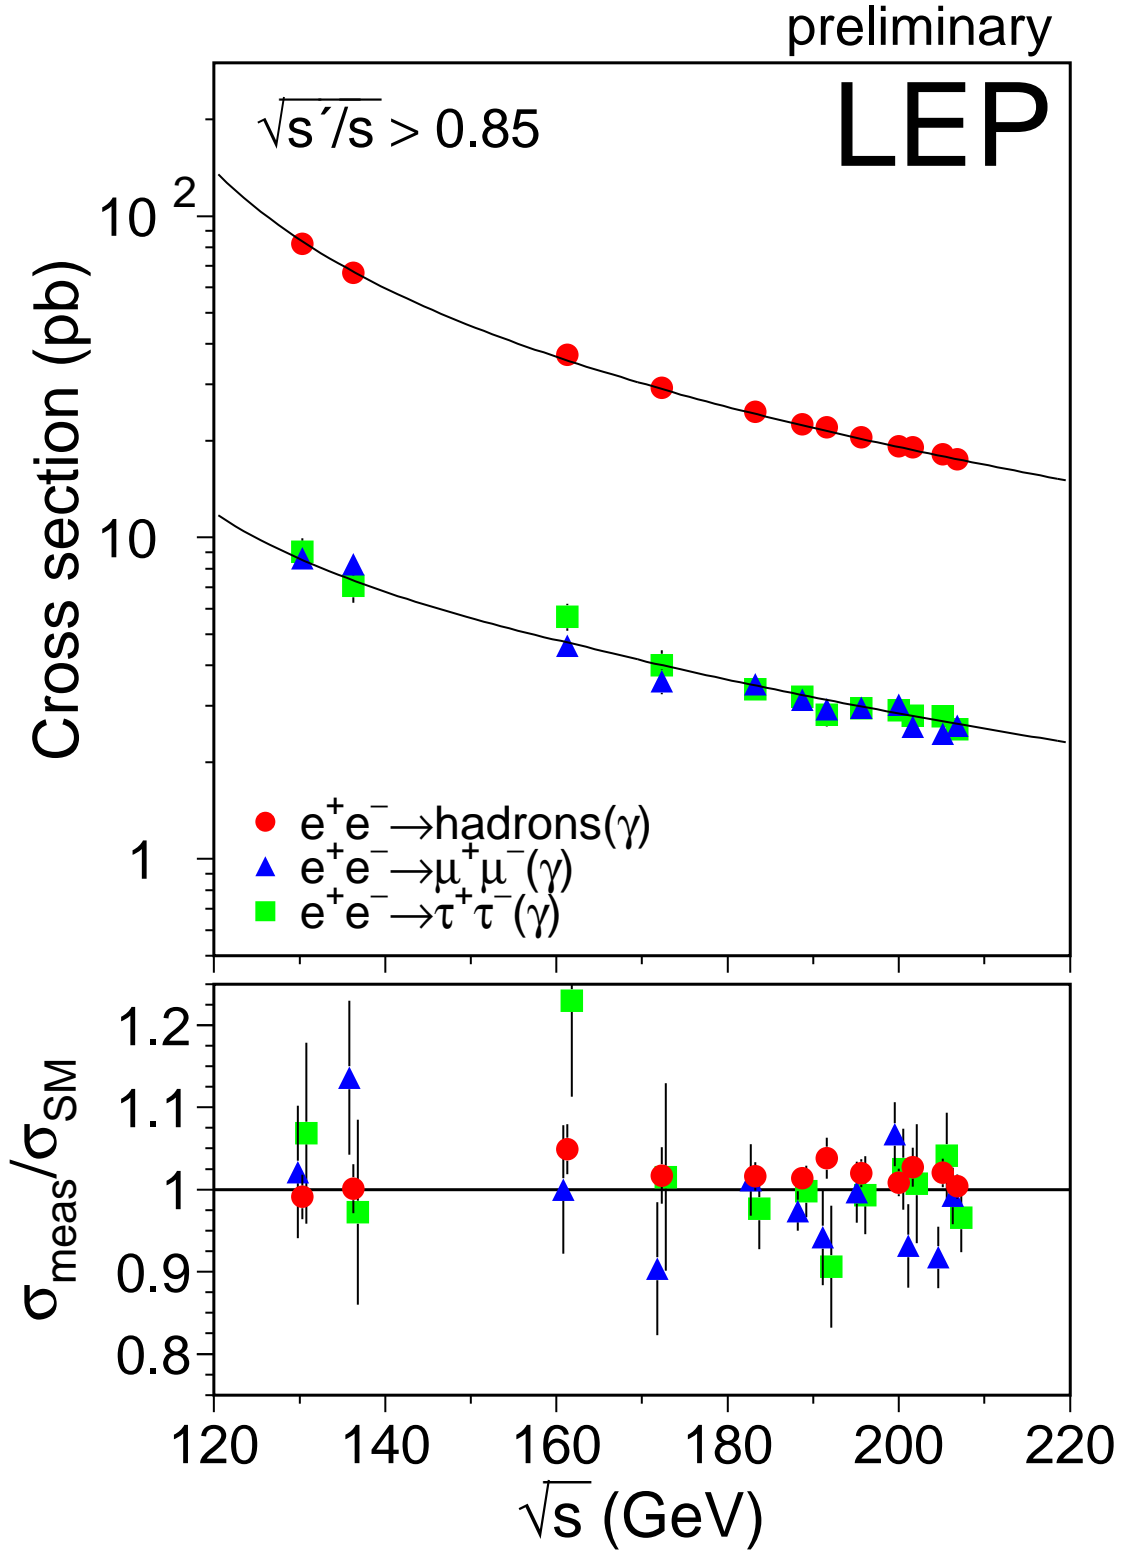 preliminary
√s´/s > 0.85
LEP
10²
10
1
Cross section (pb)
e⁺e⁻→hadrons(γ)
e⁺e⁻→μ⁺μ⁻(γ)
e⁺e⁻→τ⁺τ⁻(γ)
1.2
1.1
1
0.9
0.8
σmeas/σSM
120 140 160 180 200 220
√s (GeV)